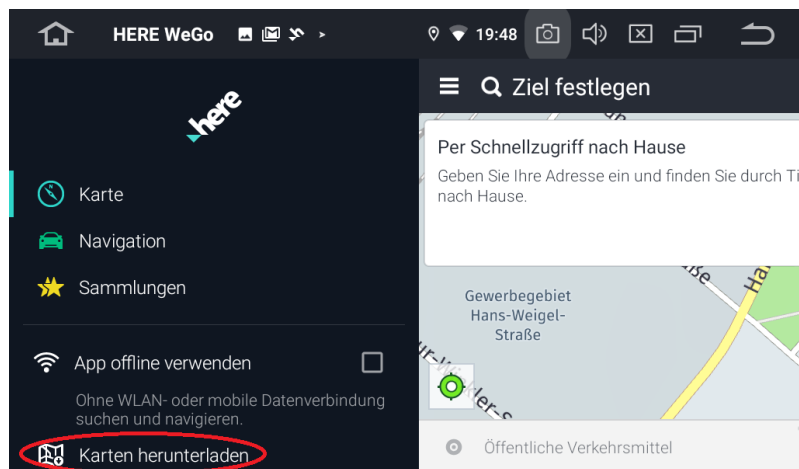 HERE WeGo
19:48
here
Karte
Navigation
Sammlungen
App offline verwenden
Ohne WLAN- oder mobile Datenverbindung
suchen und navigieren.
Karten herunterladen
Ziel festlegen
Per Schnellzugriff nach Hause
Geben Sie Ihre Adresse ein und finden Sie durch Ti
nach Hause.
Gewerbegebiet
Hans-Weigel-
Straße
Öffentliche Verkehrsmittel